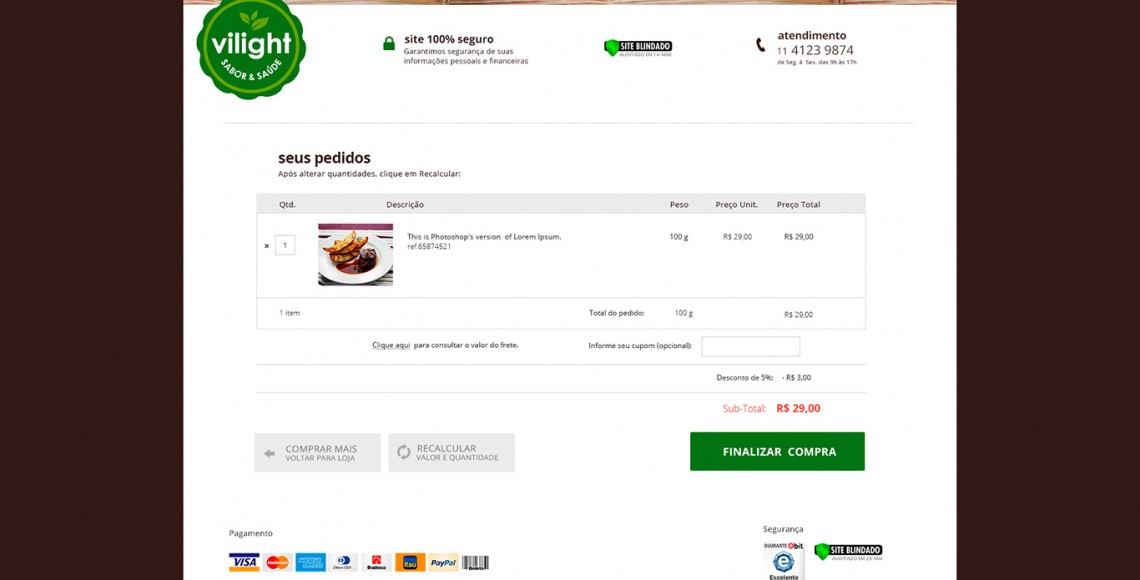 vilight
SABOR & SAÚDE
site 100% seguro
Garantimos segurança de suas
informações pessoais e financeiras
SITE BLINDADO
AUDITADO EM 14-MAR
atendimento
11 4123 9874
de Seg. à Sex. das 9h às 17h
seus pedidos
Após alterar quantidades, clique em Recalcular:
Qtd. Descrição Peso Preço Unit. Preço Total
× 1 This is Photoshop's version of Lorem Ipsum. 100 g R$ 29,00 R$ 29,00
ref.65874521
1 item Total do pedido: 100 g R$ 29,00
Clique aqui para consultar o valor do frete. Informe seu cupom (opcional):
Desconto de 5%: - R$ 3,00
Sub-Total: R$ 29,00
COMPRAR MAIS
VOLTAR PARA LOJA
RECALCULAR
VALOR E QUANTIDADE
FINALIZAR COMPRA
Pagamento
VISA MasterCard Diners Club Bradesco Itaú PayPal
Segurança
DIAMANTE ebit
Excelente
SITE BLINDADO
AUDITADO EM 28-MAR